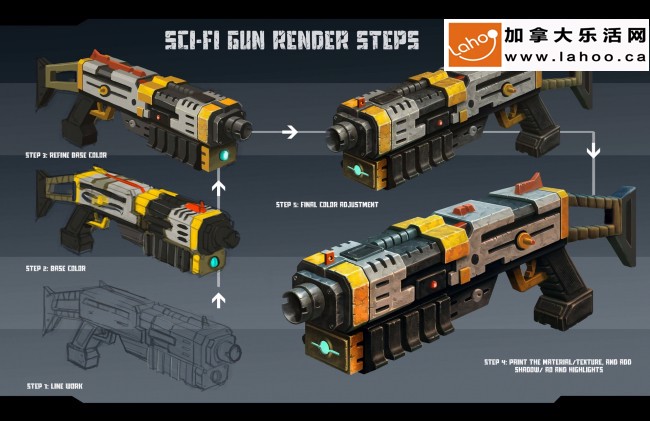 SCI-FI GUN RENDER STEPS
Lahoo
加拿大乐活网
www.lahoo.ca
STEP 3: REFINE BASE COLOR
STEP 5: FINAL COLOR ADJUSTMENT
STEP 2: BASE COLOR
STEP 4: PAINT THE MATERIAL/TEXTURE, AND ADD
SHADOW/ AO AND HIGHLIGHTS
STEP 1: LINE WORK